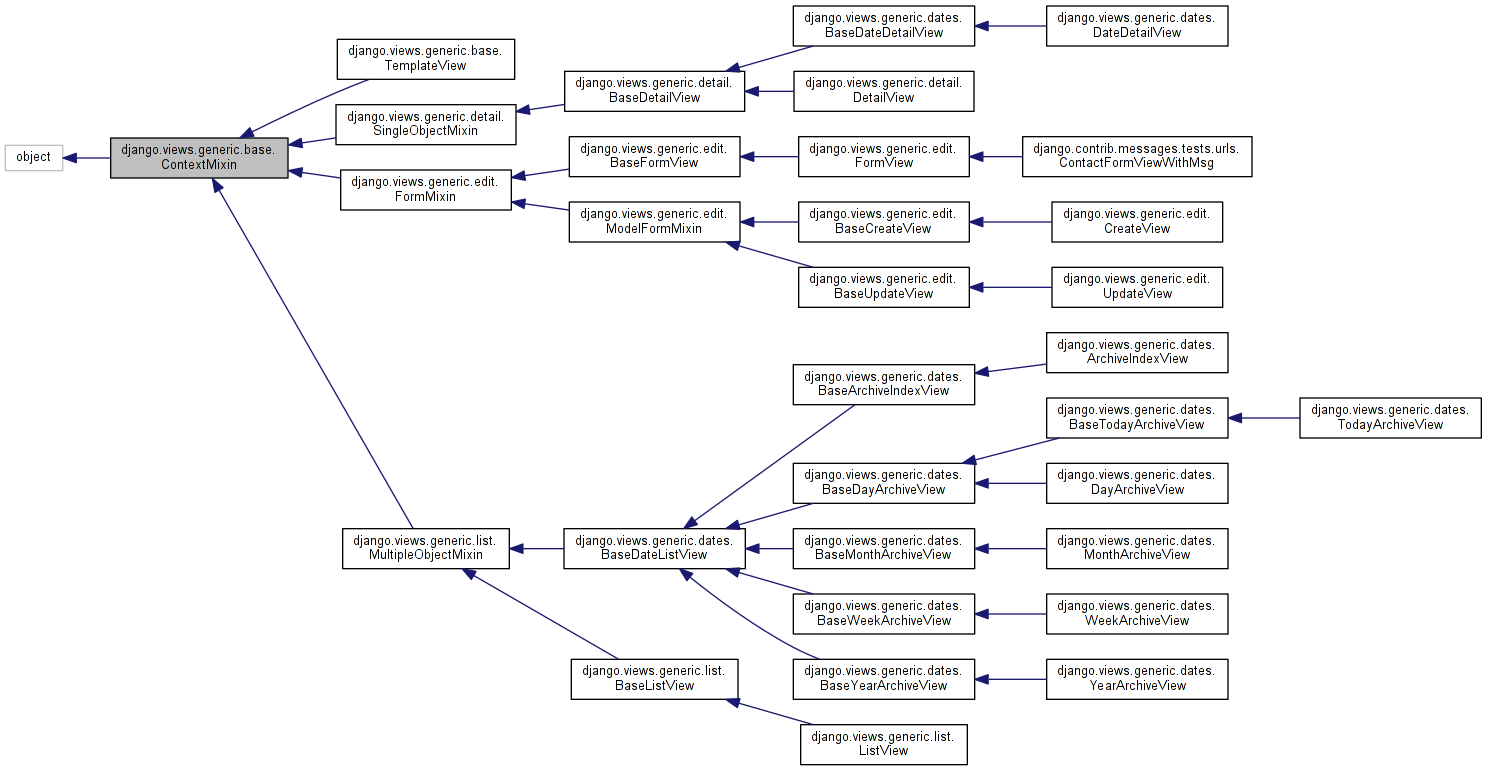 django.views.generic.dates.
BaseDateDetailView
django.views.generic.dates.
DateDetailView
django.views.generic.base.
TemplateView
django.views.generic.detail.
BaseDetailView
django.views.generic.detail.
DetailView
django.views.generic.detail.
SingleObjectMixin
object
django.views.generic.base.
ContextMixin
django.views.generic.edit.
BaseFormView
django.views.generic.edit.
FormView
django.contrib.messages.tests.urls.
ContactFormViewWithMsg
django.views.generic.edit.
FormMixin
django.views.generic.edit.
ModelFormMixin
django.views.generic.edit.
BaseCreateView
django.views.generic.edit.
CreateView
django.views.generic.edit.
BaseUpdateView
django.views.generic.edit.
UpdateView
django.views.generic.dates.
BaseArchiveIndexView
django.views.generic.dates.
ArchiveIndexView
django.views.generic.dates.
BaseTodayArchiveView
django.views.generic.dates.
TodayArchiveView
django.views.generic.dates.
BaseDayArchiveView
django.views.generic.dates.
DayArchiveView
django.views.generic.list.
MultipleObjectMixin
django.views.generic.dates.
BaseDateListView
django.views.generic.dates.
BaseMonthArchiveView
django.views.generic.dates.
MonthArchiveView
django.views.generic.dates.
BaseWeekArchiveView
django.views.generic.dates.
WeekArchiveView
django.views.generic.list.
BaseListView
django.views.generic.dates.
BaseYearArchiveView
django.views.generic.dates.
YearArchiveView
django.views.generic.list.
ListView